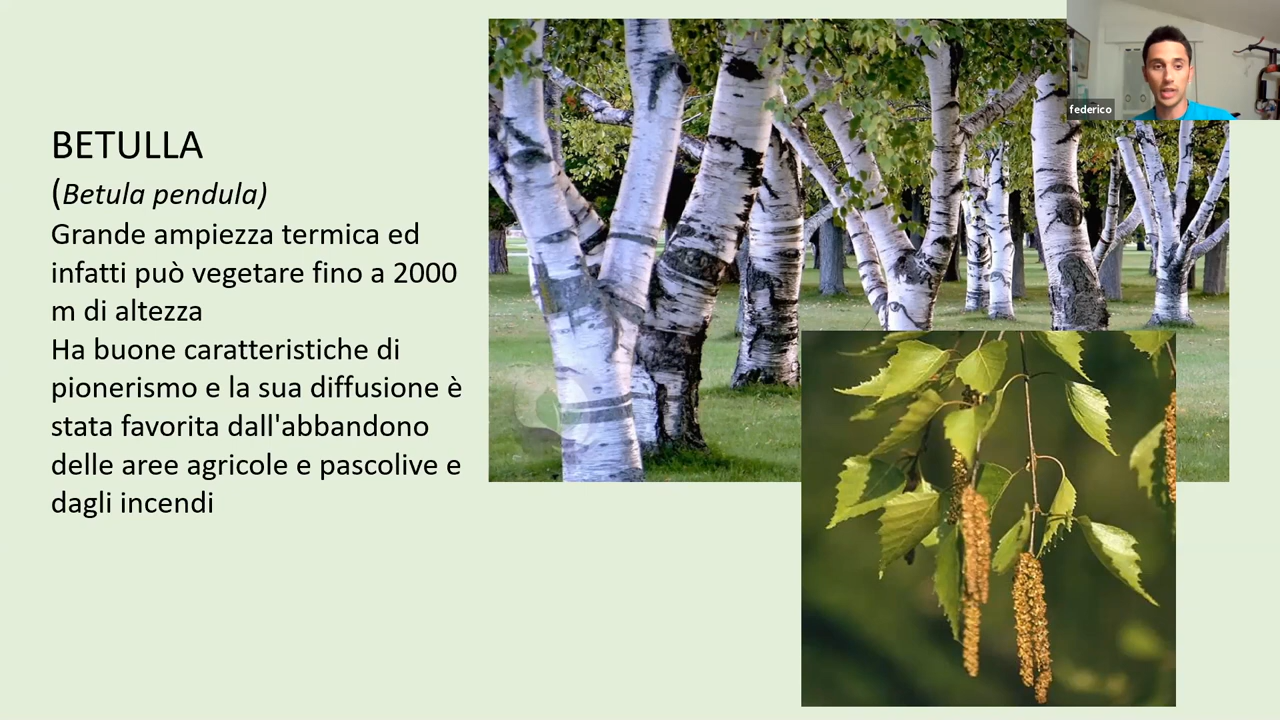 BETULLA
(Betula pendula)
Grande ampiezza termica ed
infatti può vegetare fino a 2000
m di altezza
Ha buone caratteristiche di
pionerismo e la sua diffusione è
stata favorita dall'abbandono
delle aree agricole e pascolive e
dagli incendi
federico